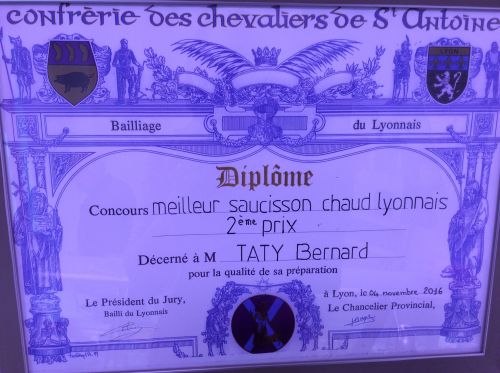 confrèrie des chevaliers de St Antoine
LYON
Bailliage du Lyonnais
Diplôme
Concours meilleur saucisson chaud lyonnais
2ème prix
Décerné à M TATY Bernard
pour la qualité de sa préparation
à Lyon, le 04 novembre 2016
Le Président du Jury, Le Chancelier Provincial,
Bailli du Lyonnais